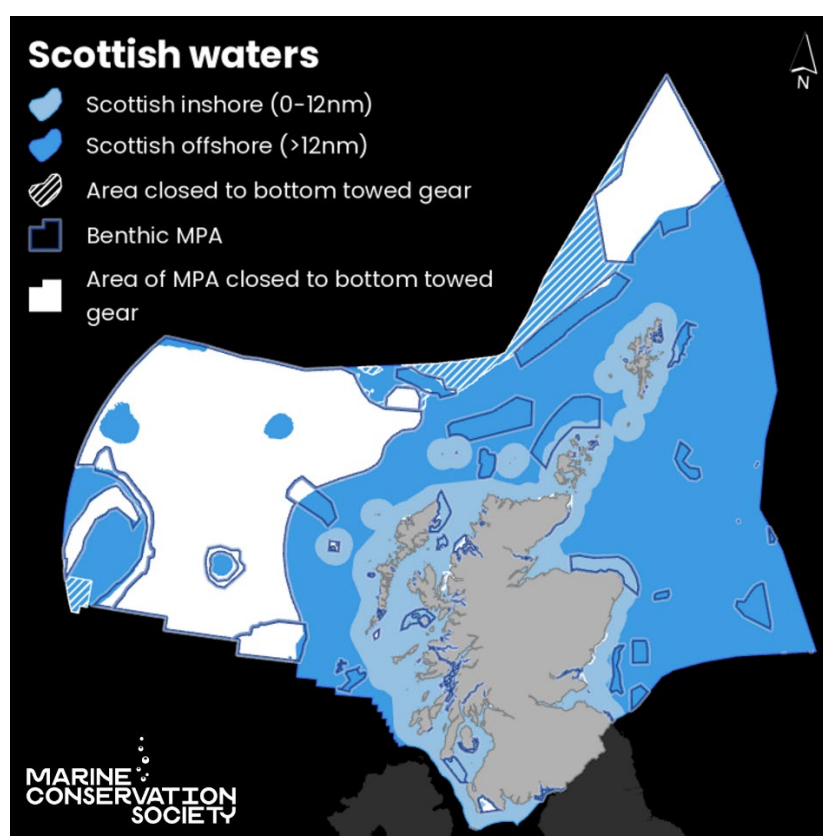 Scottish waters
Scottish inshore (0-12nm)
Scottish offshore (>12nm)
Area closed to bottom towed gear
Benthic MPA
Area of MPA closed to bottom towed
gear
N
MARINE
CONSERVATION
SOCIETY